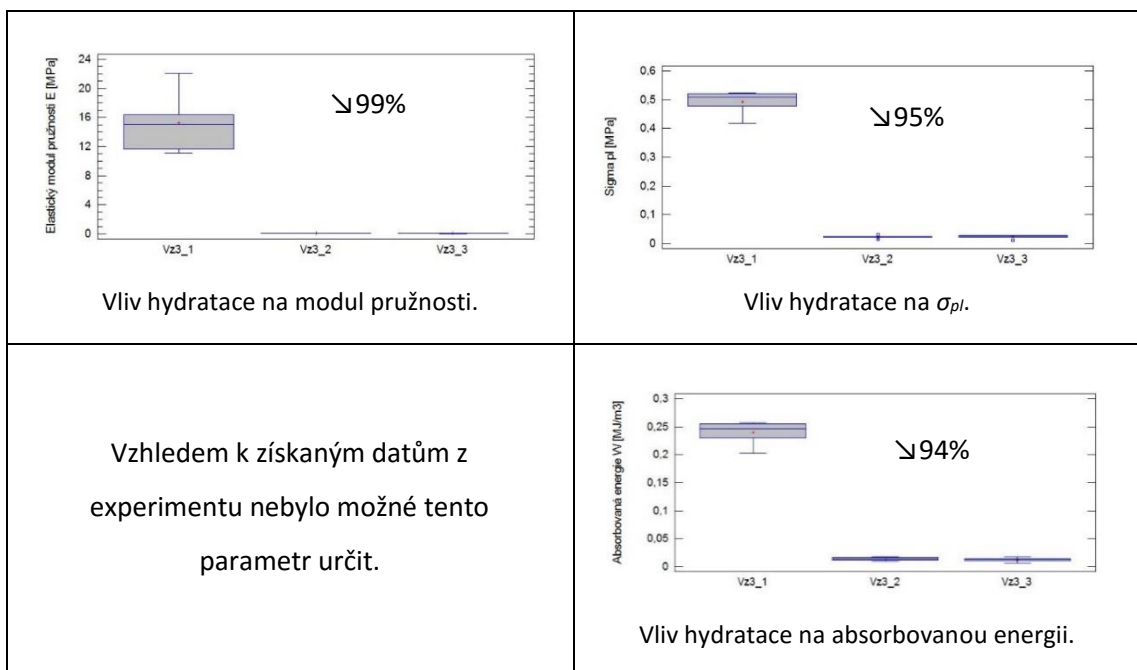 Elastický modul pružnosti E [MPa]
24
20
16
12
8
4
0
↘99%
Vz3_1 Vz3_2 Vz3_3
Vliv hydratace na modul pružnosti.
Sigma pl [MPa]
0,6
0,5
0,4
0,3
0,2
0,1
0
↘95%
Vz3_1 Vz3_2 Vz3_3
Vliv hydratace na σpl.
Vzhledem k získaným datům z
experimentu nebylo možné tento
parametr určit.
Absorbovaná energie W [MJ/m3]
0,3
0,25
0,2
0,15
0,1
0,05
0
↘94%
Vz3_1 Vz3_2 Vz3_3
Vliv hydratace na absorbovanou energii.